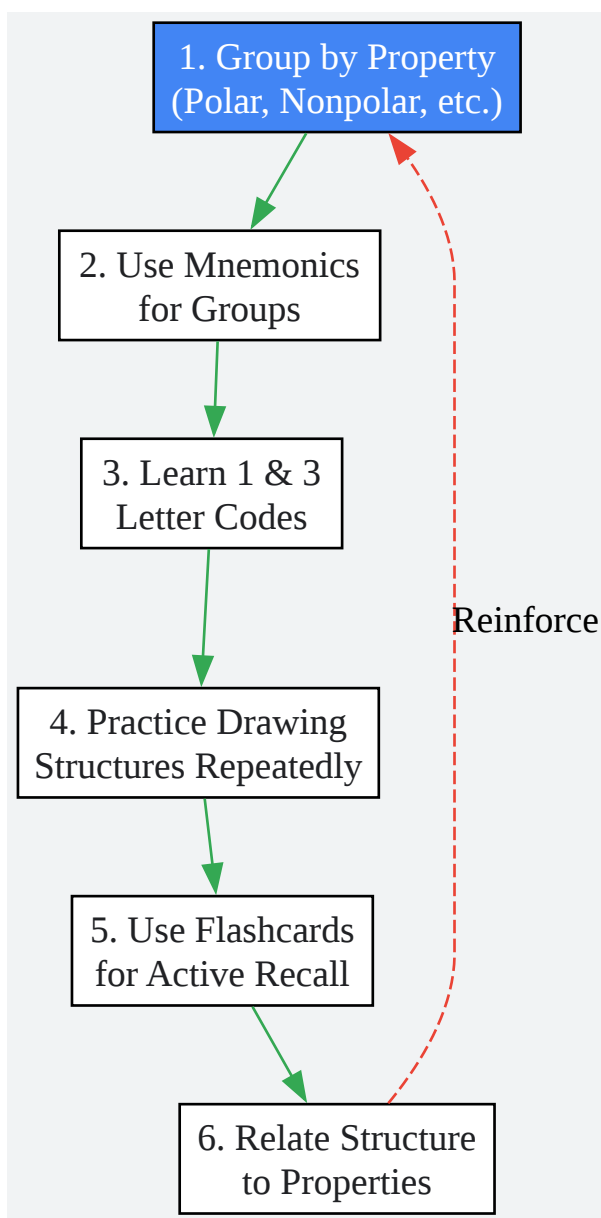 1. Group by Property
(Polar, Nonpolar, etc.)
2. Use Mnemonics
for Groups
3. Learn 1 & 3
Letter Codes
Reinforce
4. Practice Drawing
Structures Repeatedly
5. Use Flashcards
for Active Recall
6. Relate Structure
to Properties